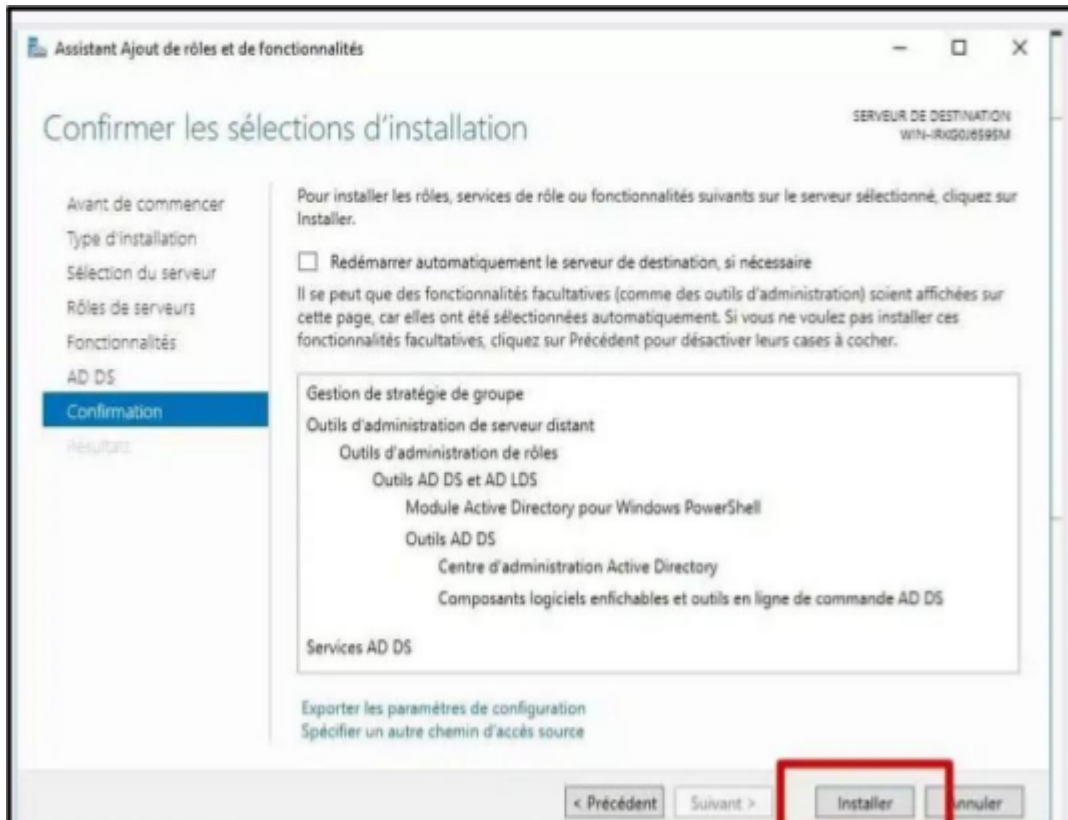 Assistant Ajout de rôles et de fonctionnalités
Confirmer les sélections d'installation
SERVEUR DE DESTINATION
Avant de commencer
Type d'installation
Sélection du serveur
Rôles de serveurs
Fonctionnalités
AD DS
Confirmation
Résultats
Pour installer les rôles, services de rôle ou fonctionnalités suivants sur le serveur sélectionné, cliquez sur
Installer.
Redémarrer automatiquement le serveur de destination, si nécessaire
Il se peut que des fonctionnalités facultatives (comme des outils d'administration) soient affichées sur
cette page, car elles ont été sélectionnées automatiquement. Si vous ne voulez pas installer ces
fonctionnalités facultatives, cliquez sur Précédent pour désactiver leurs cases à cocher.
Gestion de stratégie de groupe
Outils d'administration de serveur distant
Outils d'administration de rôles
Outils AD DS et AD LDS
Module Active Directory pour Windows PowerShell
Outils AD DS
Centre d'administration Active Directory
Composants logiciels enfichables et outils en ligne de commande AD DS
Services AD DS
Exporter les paramètres de configuration
Spécifier un autre chemin d'accès source
< Précédent Suivant > Installer Annuler